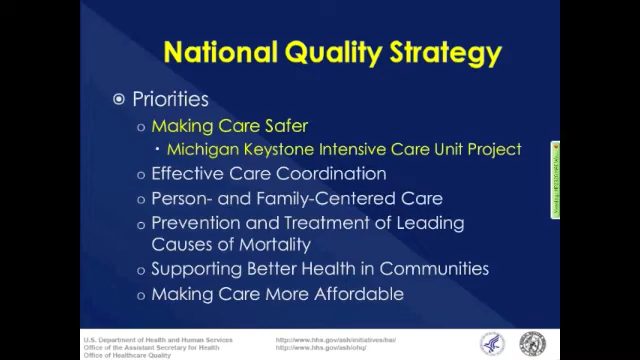 National Quality Strategy
Priorities
Making Care Safer
Michigan Keystone Intensive Care Unit Project
Effective Care Coordination
Person- and Family-Centered Care
Prevention and Treatment of Leading
Causes of Mortality
Supporting Better Health in Communities
Making Care More Affordable
U.S. Department of Health and Human Services
Office of the Assistant Secretary for Health
Office of Healthcare Quality
http://www.hhs.gov/ash/initiatives/hai/
http://www.hhs.gov/ash/ohq/